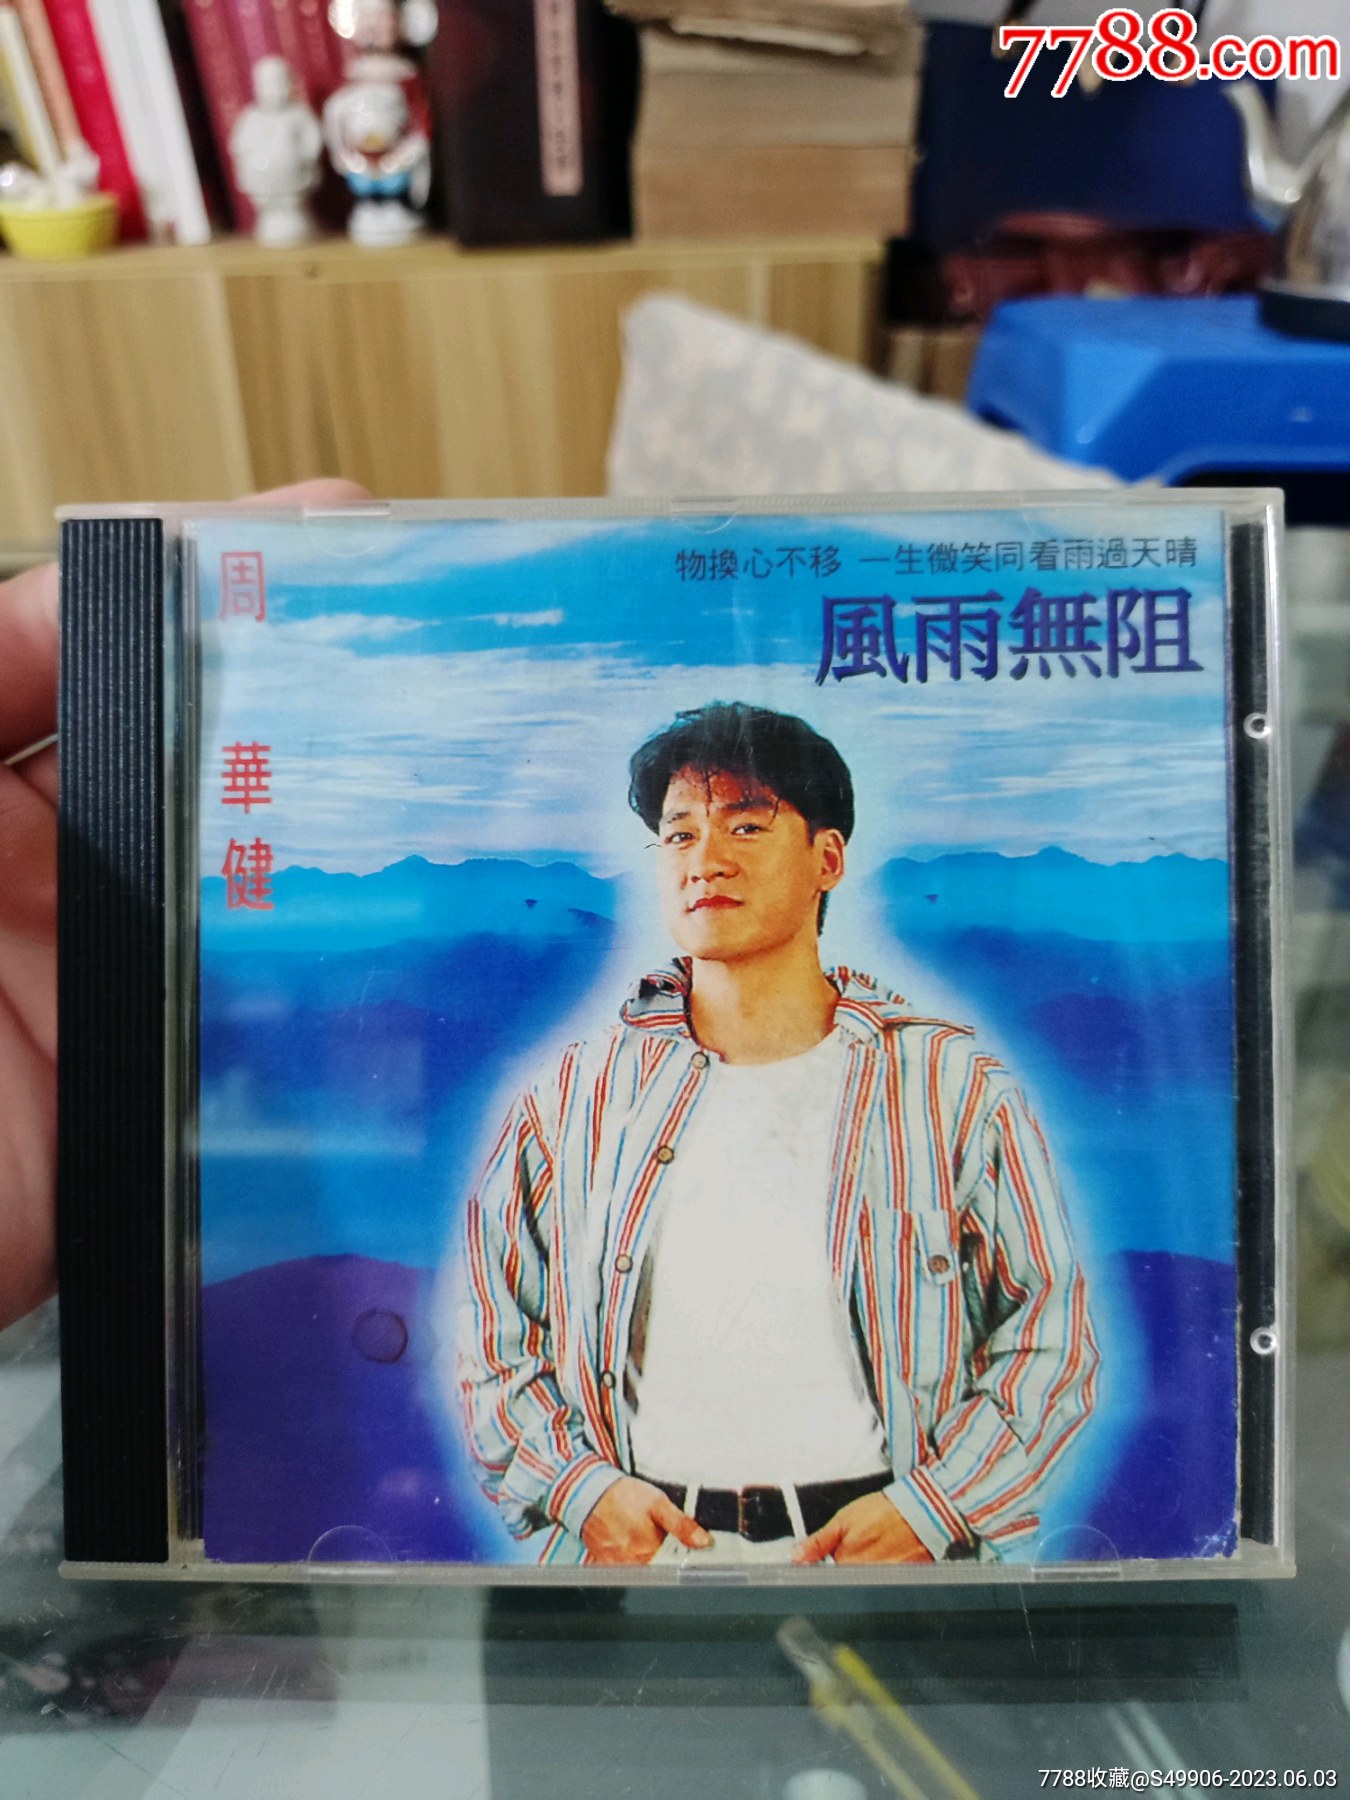 7788.com
物換心不移 一生微笑同看雨過天晴
風雨無阻
周華健
7788收藏@S49906-2023.06.03